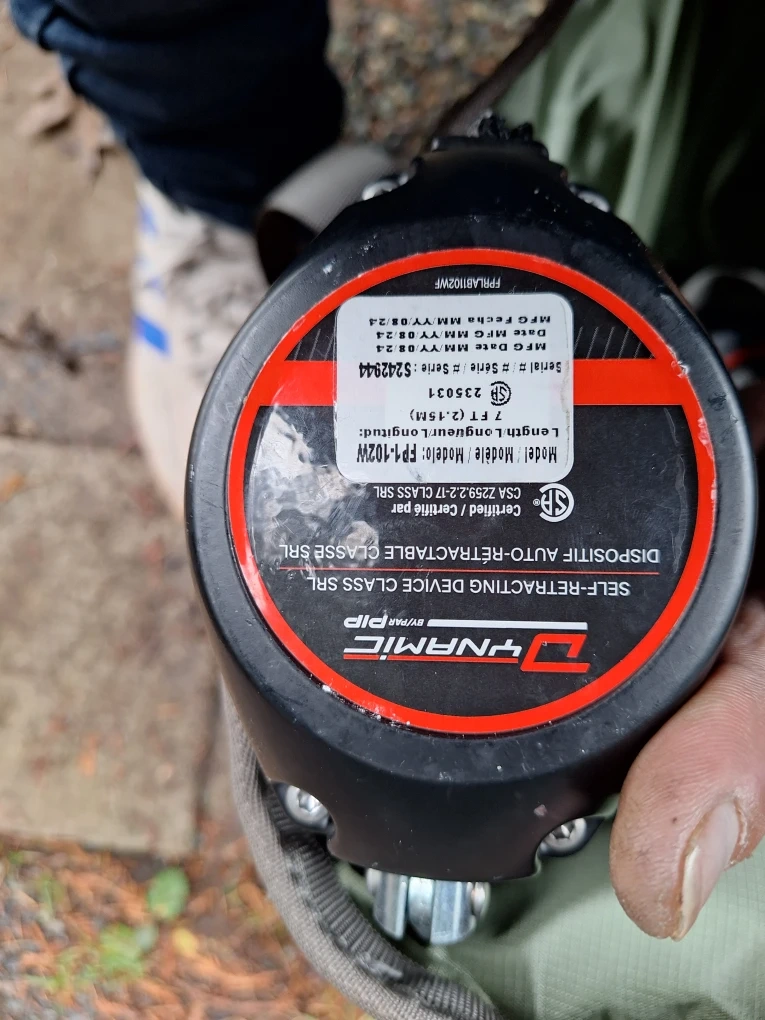 DYNAMIC
BY/PAR PIP
SELF-RETRACTING DEVICE CLASS SRL
DISPOSITIF AUTO-RÉTRACTABLE CLASSE SRL
Certified / Certifié par
CSA Z259.2.2-17 CLASS SRL
Model / Modèle / Modelo: FP1-102W
Length/Longüeur/Longitud:
7 FT (2.15M)
235031
Serial # / # Série / # Serie : S242944
MFG Date MM/YY/08/24
Date MFG MM/YY/08/24
MFG Fecha MM/YY/08/24
FPRLAB1102WF